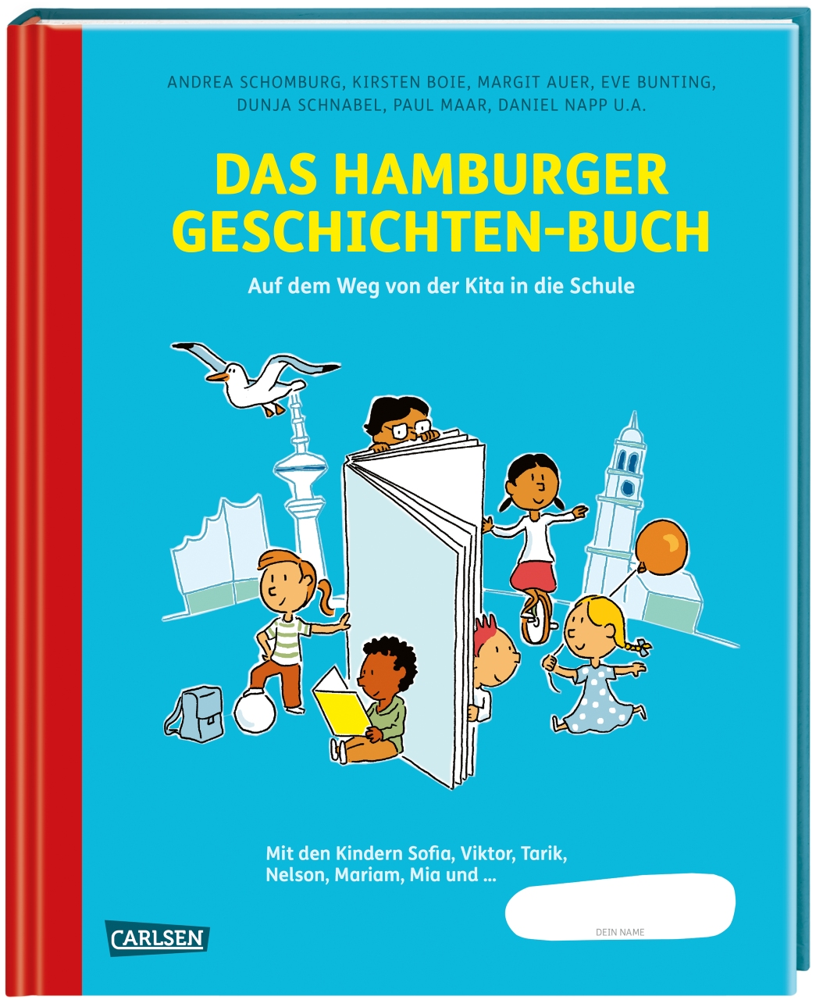 ANDREA SCHOMBURG, KIRSTEN BOIE, MARGIT AUER, EVE BUNTING,
DUNJA SCHNABEL, PAUL MAAR, DANIEL NAPP U.A.
DAS HAMBURGER
GESCHICHTEN-BUCH
Auf dem Weg von der Kita in die Schule
Mit den Kindern Sofia, Viktor, Tarik,
Nelson, Mariam, Mia und ...
DEIN NAME
CARLSEN